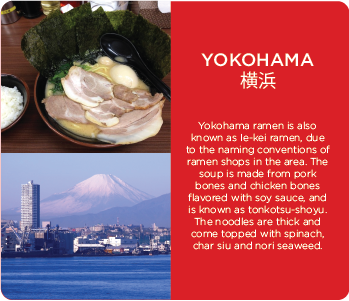 YOKOHAMA
横浜
Yokohama ramen is also
known as Ie-kei ramen, due
to the naming conventions of
ramen shops in the area. The
soup is made from pork
bones and chicken bones
flavored with soy sauce, and
is known as tonkotsu-shoyu.
The noodles are thick and
come topped with spinach,
char siu and nori seaweed.